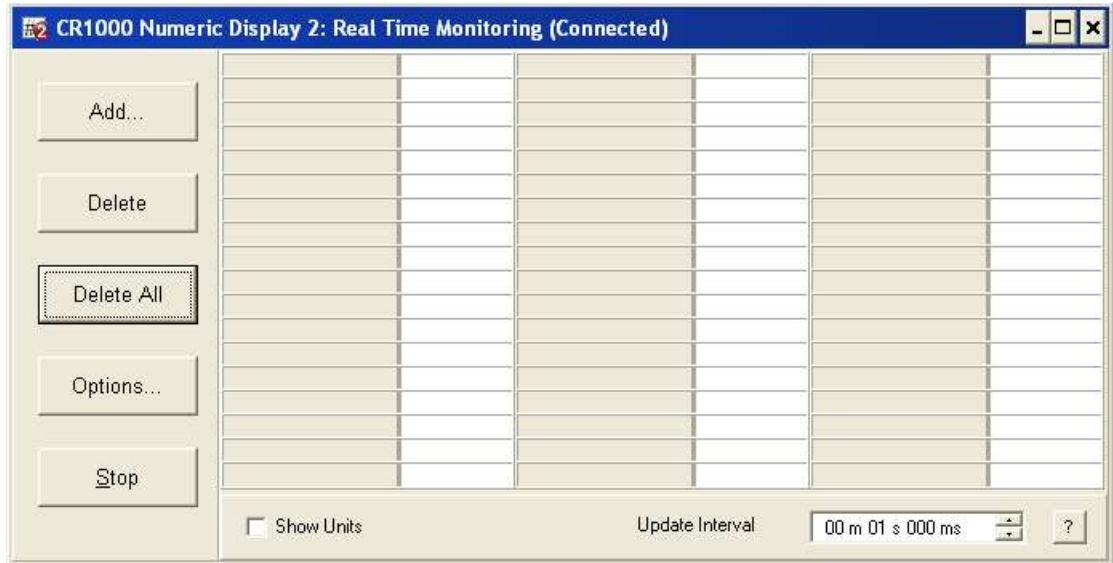 CR1000 Numeric Display 2: Real Time Monitoring (Connected)
Add...
Delete
Delete All
Options...
Stop
Show Units
Update Interval
00 m 01 s 000 ms
?